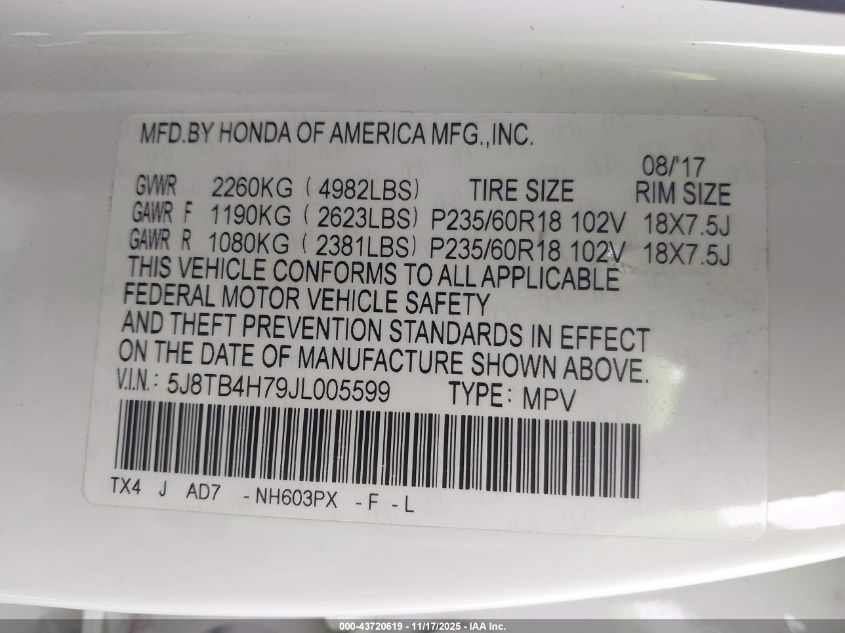 MFD.BY HONDA OF AMERICA MFG.,INC.
08/'17
GVWR 2260KG ( 4982LBS) TIRE SIZE RIM SIZE
GAWR F 1190KG ( 2623LBS) P235/60R18 102V 18X7.5J
GAWR R 1080KG ( 2381LBS) P235/60R18 102V 18X7.5J
THIS VEHICLE CONFORMS TO ALL APPLICABLE
FEDERAL MOTOR VEHICLE SAFETY
AND THEFT PREVENTION STANDARDS IN EFFECT
ON THE DATE OF MANUFACTURE SHOWN ABOVE.
V.I.N.: 5J8TB4H79JL005599 TYPE: MPV
TX4 J AD7 -NH603PX -F -L
000-43720619 - 11/17/2025 - IAA Inc.